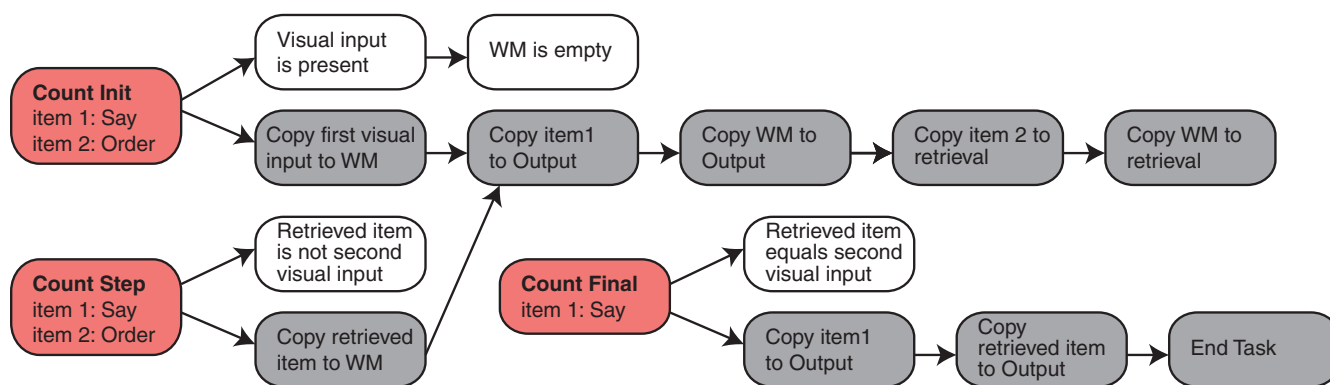 Visual input
is present
WM is empty
Count Init
item 1: Say
item 2: Order
Copy first visual
input to WM
Copy item1
to Output
Copy WM to
Output
Copy item 2 to
retrieval
Copy WM to
retrieval
Retrieved item
is not second
visual input
Count Step
item 1: Say
item 2: Order
Copy retrieved
item to WM
Retrieved item
equals second
visual input
Count Final
item 1: Say
Copy item1
to Output
Copy
retrieved item
to Output
End Task